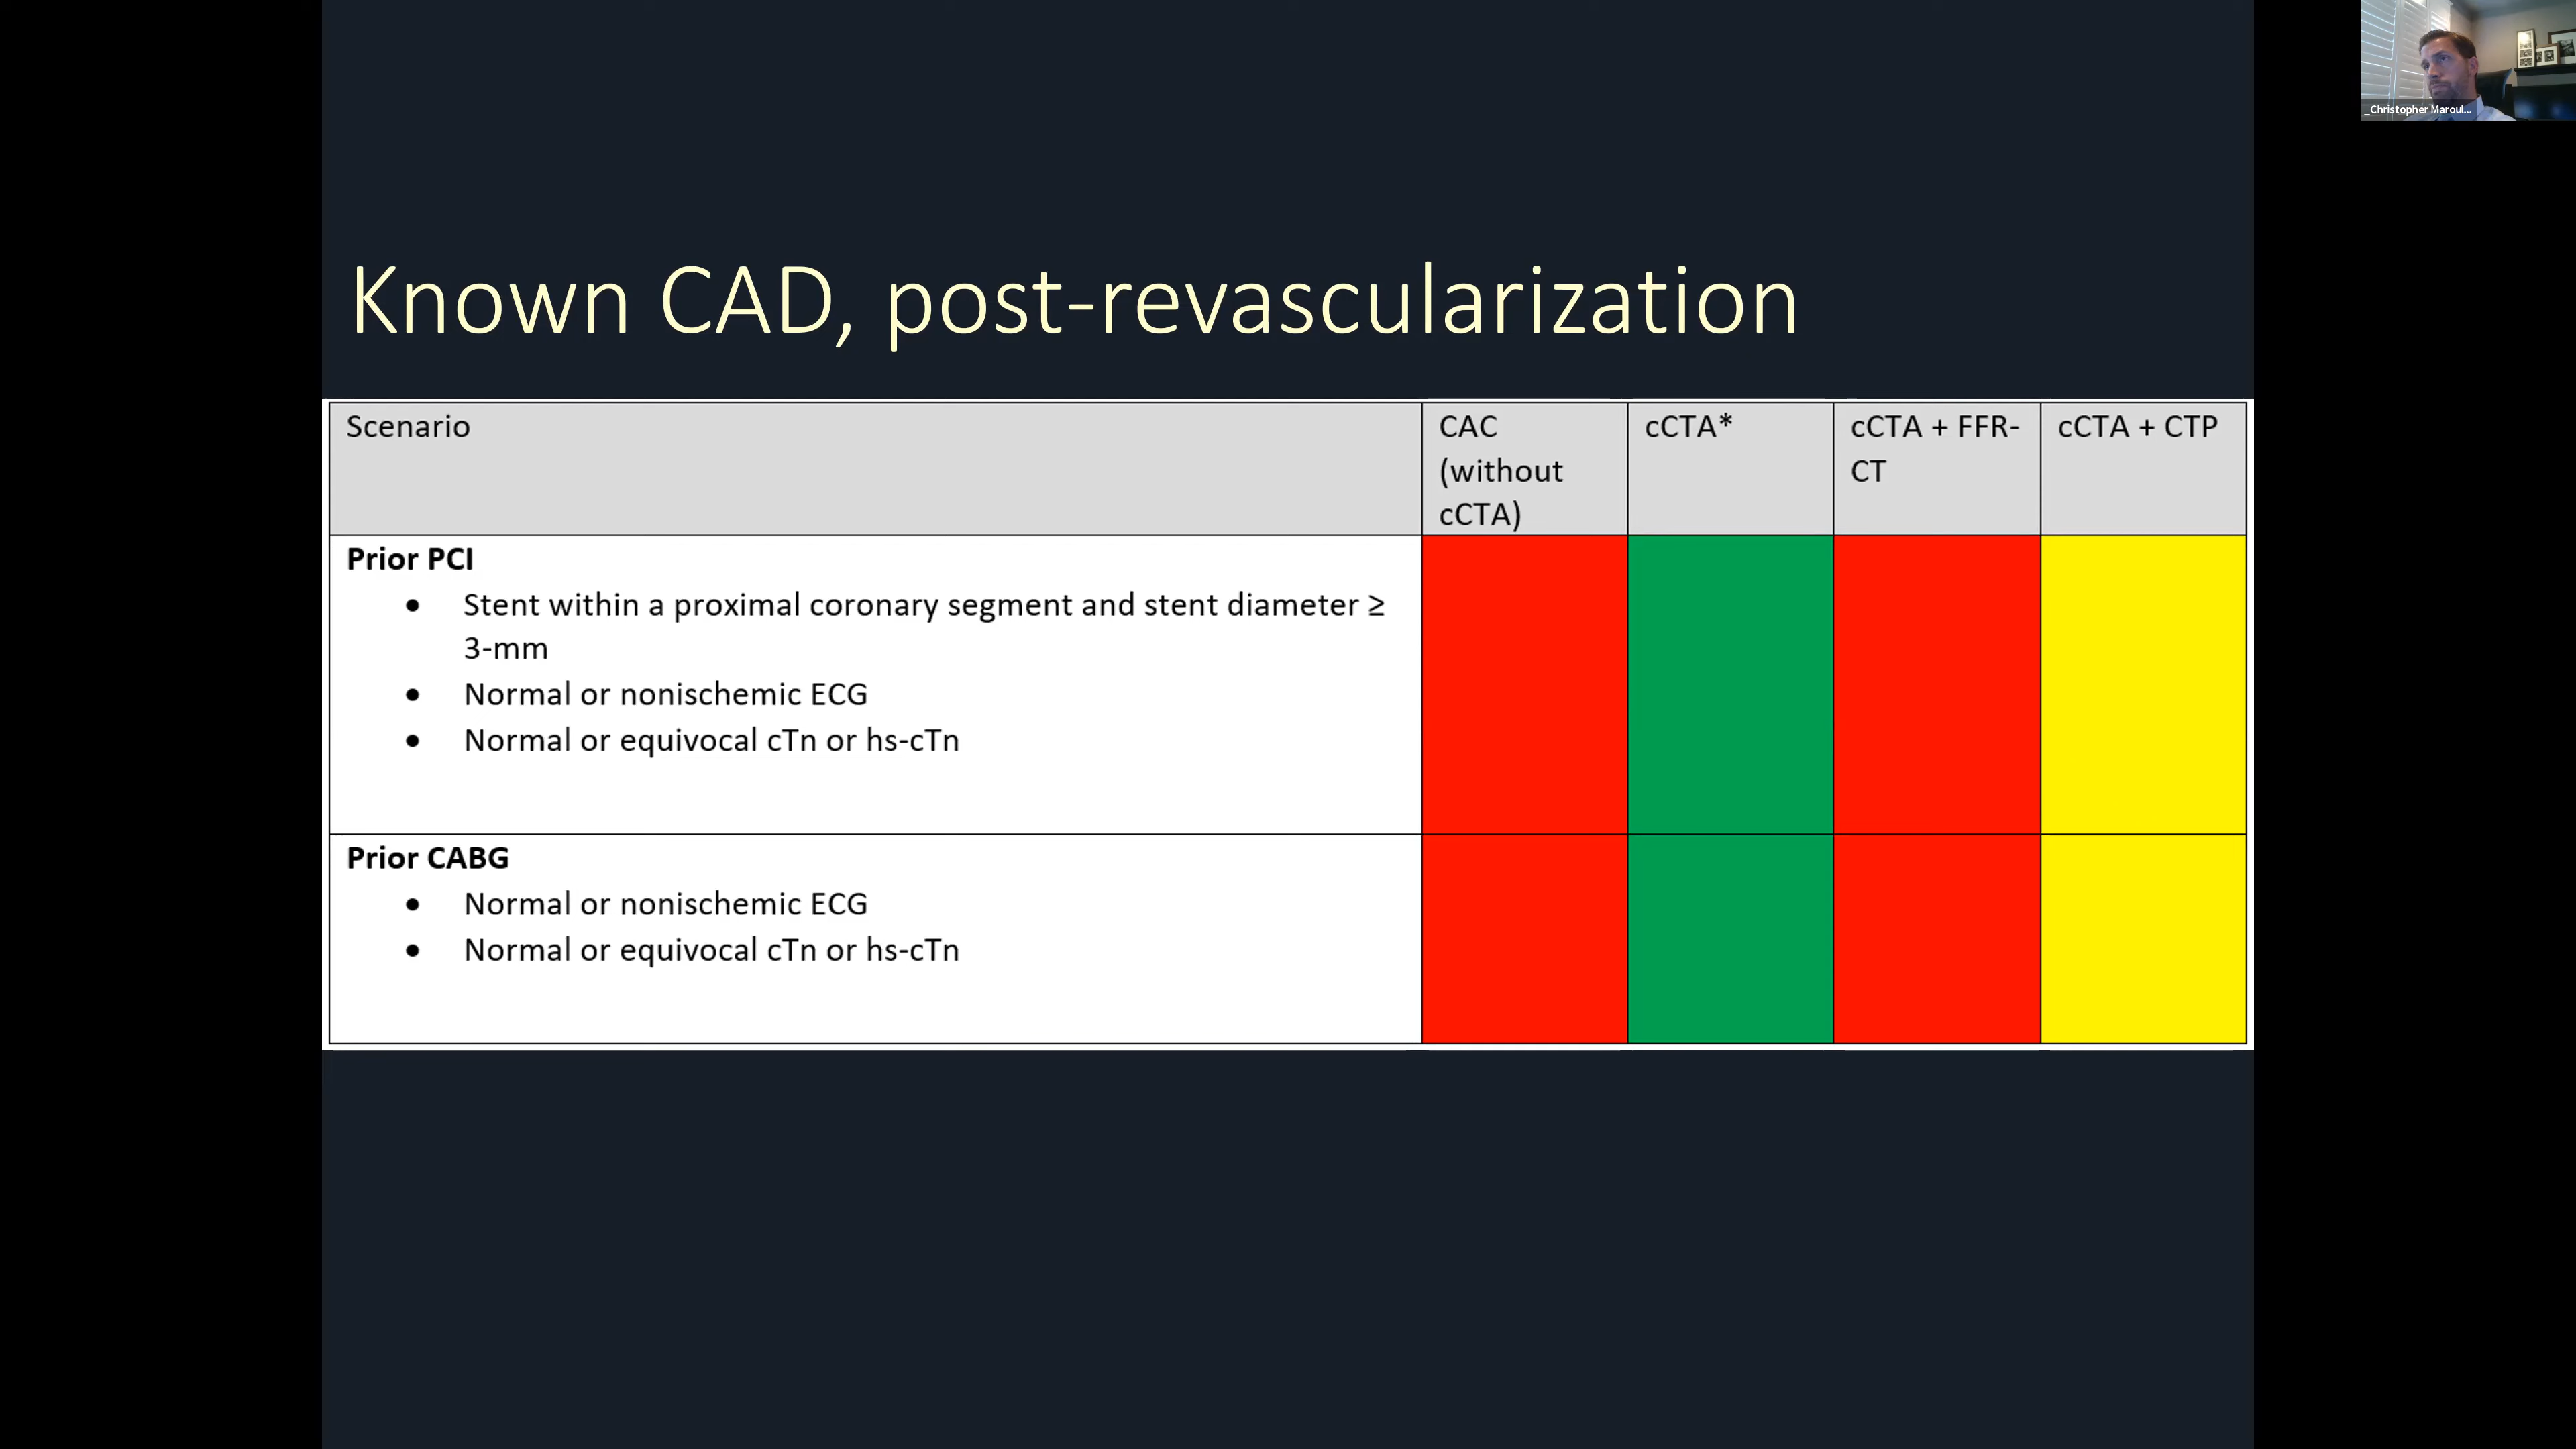 _Christopher Maroul...
Known CAD, post-revascularization
Scenario
CAC
(without
cCTA)
cCTA*
cCTA + FFR-
CT
cCTA + CTP
Prior PCI
• Stent within a proximal coronary segment and stent diameter ≥
3-mm
• Normal or nonischemic ECG
• Normal or equivocal cTn or hs-cTn
Prior CABG
• Normal or nonischemic ECG
• Normal or equivocal cTn or hs-cTn